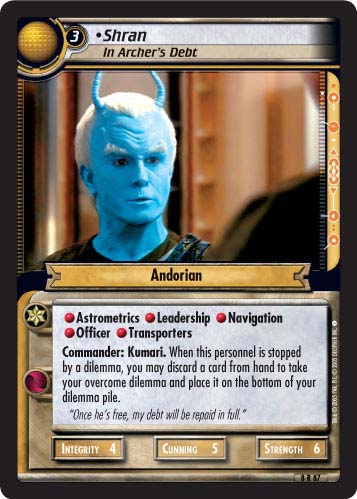 3
•Shran
In Archer's Debt
Andorian
•Astrometrics •Leadership •Navigation
•Officer •Transporters
Commander: Kumari. When this personnel is stopped
by a dilemma, you may discard a card from hand to take
your overcome dilemma and place it on the bottom of your
dilemma pile.
"Once he's free, my debt will be repaid in full."
INTEGRITY 4 CUNNING 5 STRENGTH 6
8 R 87